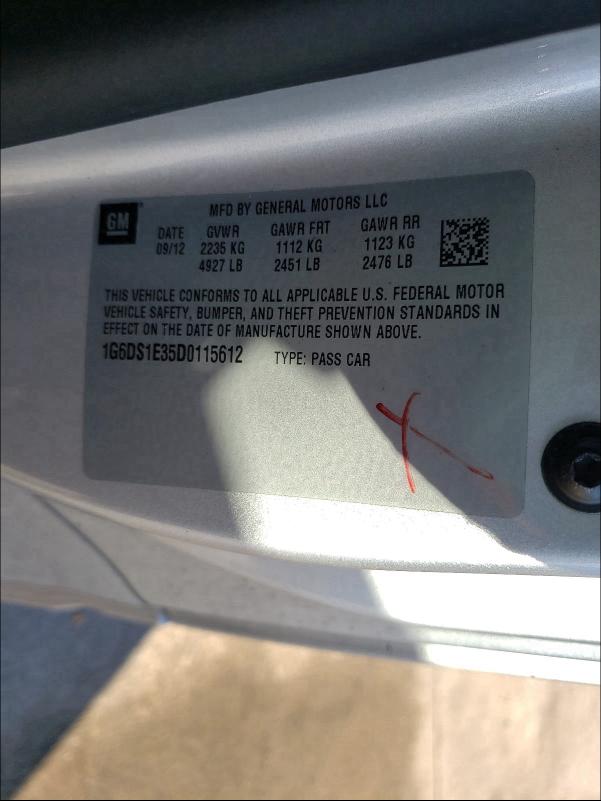 GM
MFD BY GENERAL MOTORS LLC
DATE GVWR GAWR FRT GAWR RR
09/12 2235 KG 1112 KG 1123 KG
4927 LB 2451 LB 2476 LB
THIS VEHICLE CONFORMS TO ALL APPLICABLE U.S. FEDERAL MOTOR
VEHICLE SAFETY, BUMPER, AND THEFT PREVENTION STANDARDS IN
EFFECT ON THE DATE OF MANUFACTURE SHOWN ABOVE.
1G6DS1E35D0115612 TYPE: PASS CAR